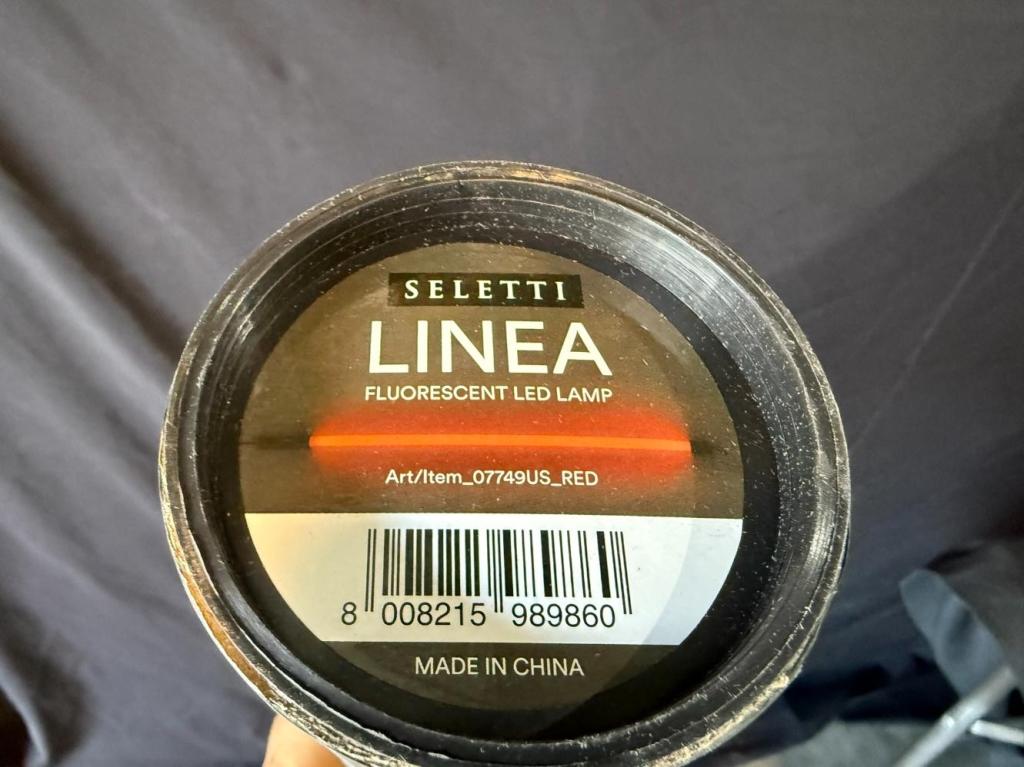 SELETTI
LINEA
FLUORESCENT LED LAMP
Art/Item_07749US_RED
8 008215 989860
MADE IN CHINA